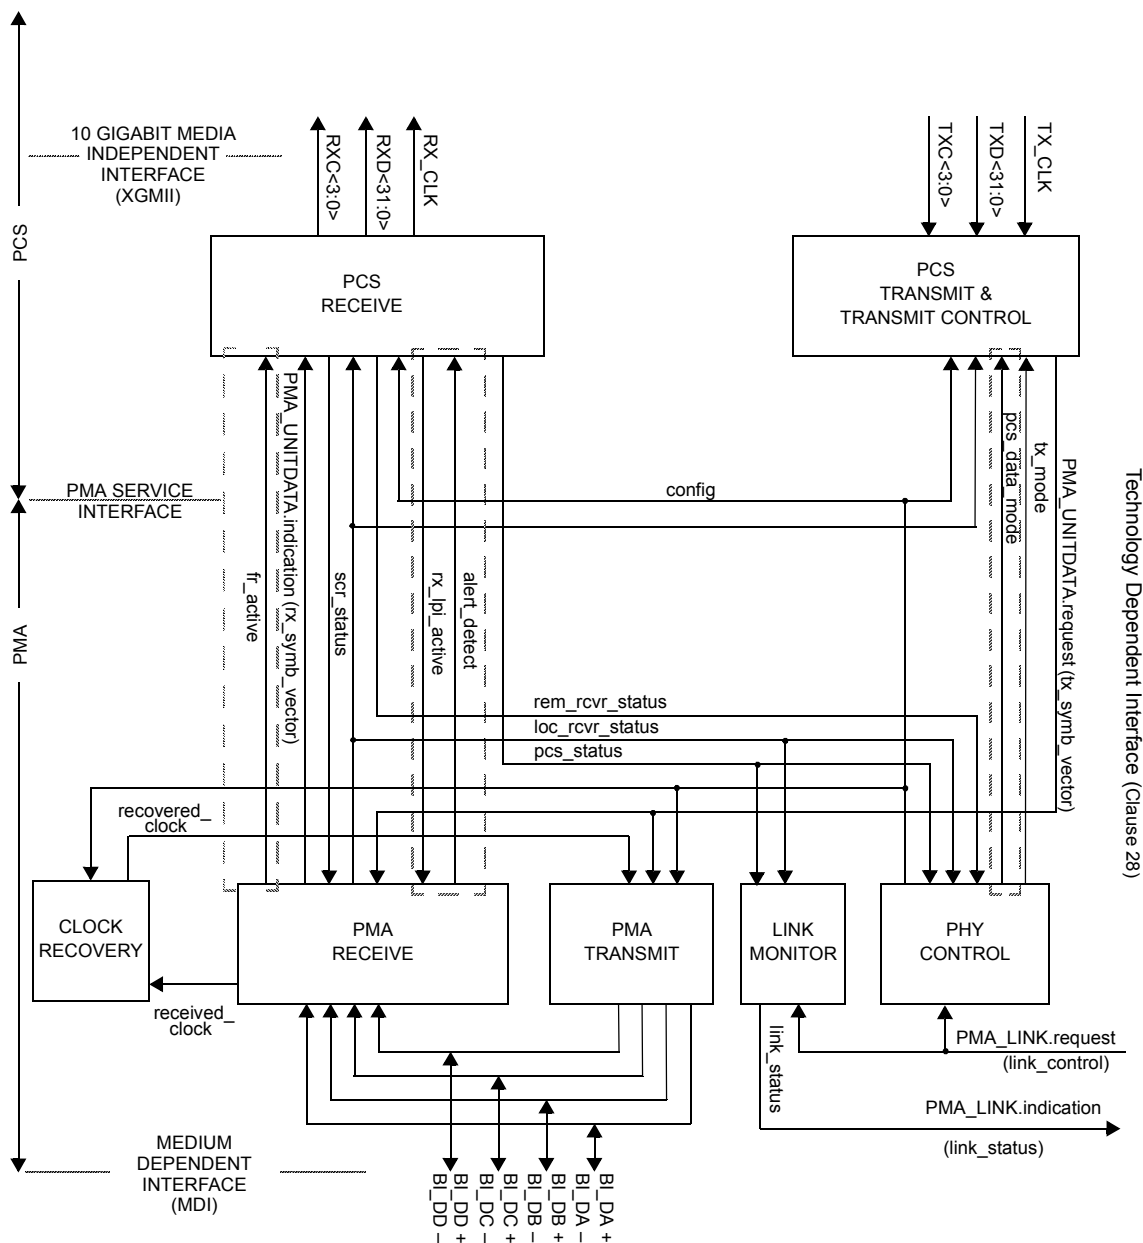 10 GIGABIT MEDIA
INDEPENDENT
INTERFACE
(XGMII)
RXC<3:0>
RXD<31:0>
RX_CLK
TXC<3:0>
TXD<31:0>
TX_CLK
PCS
PCS
RECEIVE
PCS
TRANSMIT &
TRANSMIT CONTROL
PMA SERVICE
INTERFACE
PMA
fr_active
PMA_UNITDATA.indication (rx_symb_vector)
scr_status
rx_lpi_active
alert_detect
config
pcs_data_mode
tx_mode
PMA_UNITDATA.request (tx_symb_vector)
Technology Dependent Interface (Clause 28)
rem_rcvr_status
loc_rcvr_status
pcs_status
recovered_
clock
CLOCK
RECOVERY
PMA
RECEIVE
PMA
TRANSMIT
LINK
MONITOR
PHY
CONTROL
received_
clock
link_status
PMA_LINK.request
(link_control)
PMA_LINK.indication
(link_status)
MEDIUM
DEPENDENT
INTERFACE
(MDI)
BI_DD –
BI_DD +
BI_DC –
BI_DC +
BI_DB –
BI_DB +
BI_DA –
BI_DA +